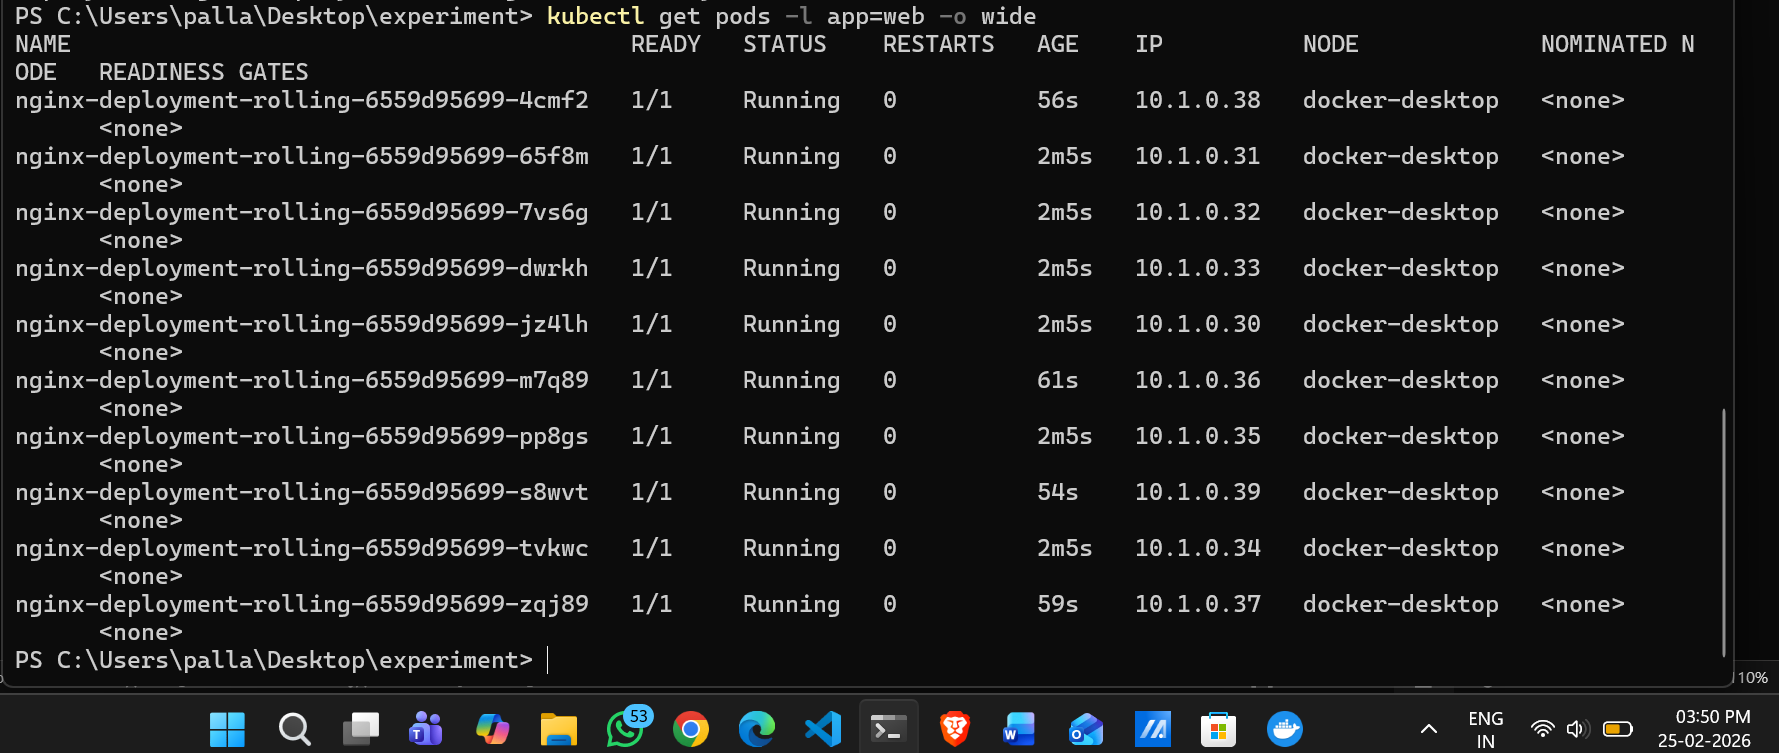 PS C:\Users\palla\Desktop\experiment> kubectl get pods -l app=web -o wide
NAME READY STATUS RESTARTS AGE IP NODE NOMINATED N
ODE READINESS GATES
nginx-deployment-rolling-6559d95699-4cmf2 1/1 Running 0 56s 10.1.0.38 docker-desktop <none>
<none>
nginx-deployment-rolling-6559d95699-65f8m 1/1 Running 0 2m5s 10.1.0.31 docker-desktop <none>
<none>
nginx-deployment-rolling-6559d95699-7vs6g 1/1 Running 0 2m5s 10.1.0.32 docker-desktop <none>
<none>
nginx-deployment-rolling-6559d95699-dwrkh 1/1 Running 0 2m5s 10.1.0.33 docker-desktop <none>
<none>
nginx-deployment-rolling-6559d95699-jz4lh 1/1 Running 0 2m5s 10.1.0.30 docker-desktop <none>
<none>
nginx-deployment-rolling-6559d95699-m7q89 1/1 Running 0 61s 10.1.0.36 docker-desktop <none>
<none>
nginx-deployment-rolling-6559d95699-pp8gs 1/1 Running 0 2m5s 10.1.0.35 docker-desktop <none>
<none>
nginx-deployment-rolling-6559d95699-s8wvt 1/1 Running 0 54s 10.1.0.39 docker-desktop <none>
<none>
nginx-deployment-rolling-6559d95699-tvkwc 1/1 Running 0 2m5s 10.1.0.34 docker-desktop <none>
<none>
nginx-deployment-rolling-6559d95699-zqj89 1/1 Running 0 59s 10.1.0.37 docker-desktop <none>
<none>
PS C:\Users\palla\Desktop\experiment>
110%
53
ENG
IN
03:50 PM
25-02-2026